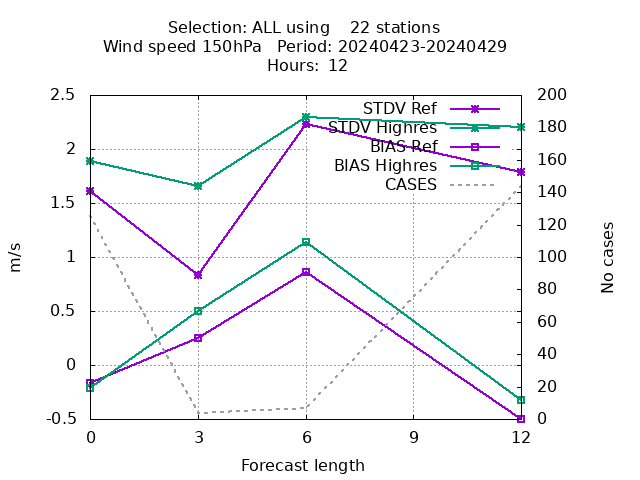 Selection: ALL using    22 stations
Wind speed 150hPa   Period: 20240423-20240429
Hours: 12
2.5
2
1.5
1
0.5
0
-0.5
200
180
160
140
120
100
80
60
40
20
0
STDV Ref
STDV Highres
BIAS Ref
BIAS Highres
CASES
m/s
No cases
0
3
6
9
12
Forecast length